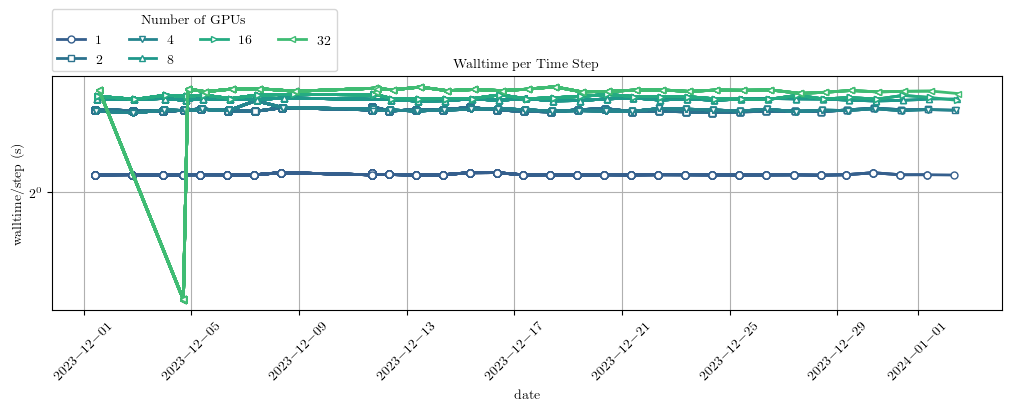 Number of GPUs
1 4 16 32
2 8
Walltime per Time Step
walltime/step (s)
2⁰
2023−12−01 2023−12−05 2023−12−09 2023−12−13 2023−12−17 2023−12−21 2023−12−25 2023−12−29 2024−01−01
date